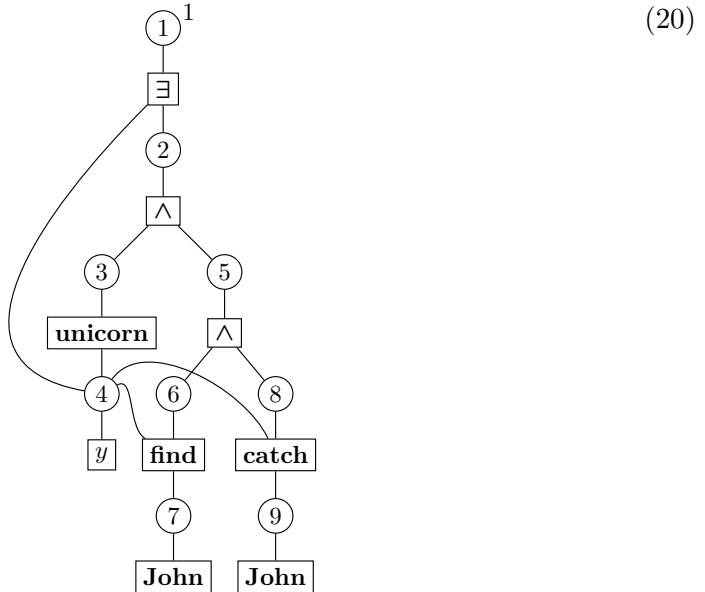 1 1 (20)
∃
2
∧
3 5
unicorn ∧
4 6 8
y find catch
7 9
John John